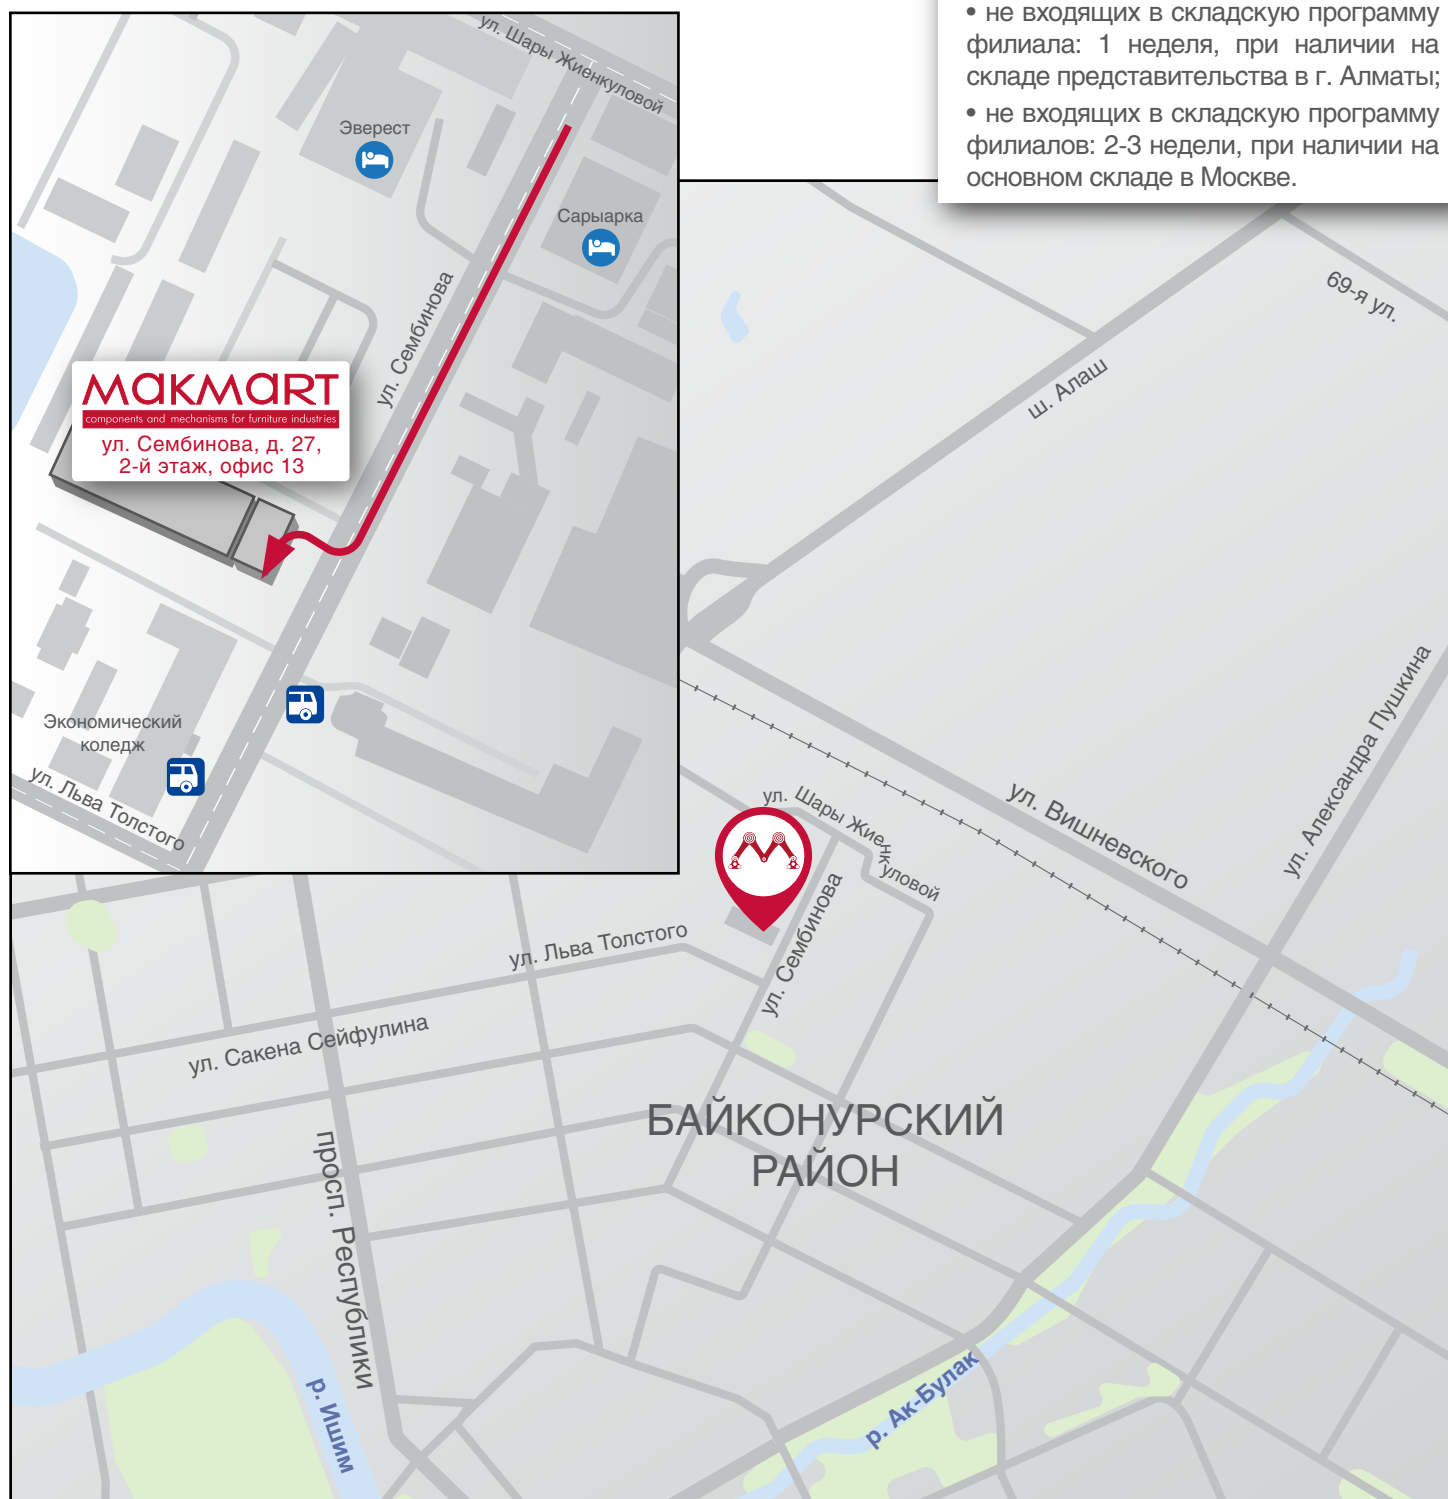 • не входящих в складскую программу
филиала: 1 неделя, при наличии на
складе представительства в г. Алматы;
• не входящих в складскую программу
филиалов: 2-3 недели, при наличии на
основном складе в Москве.
ул. Шары Жиенкуловой
Эверест
Сарыарка
ул. Сембинова
MAKMART
components and mechanisms for furniture industries
ул. Сембинова, д. 27,
2-й этаж, офис 13
Экономический
коледж
ул. Льва Толстого
69-я ул.
ш. Алаш
ул. Александра Пушкина
ул. Вишневского
ул. Шары Жиенкуловой
ул. Сембинова
ул. Льва Толстого
ул. Сакена Сейфулина
БАЙКОНУРСКИЙ
РАЙОН
просп. Республики
р. Ишим
р. Ак-Булак